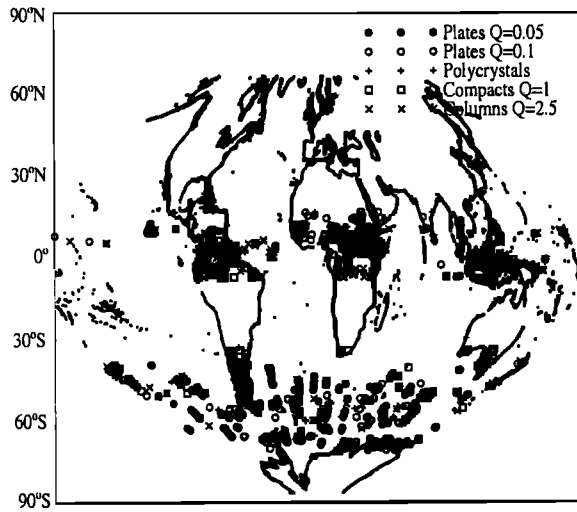 90°N
Plates Q=0.05
Plates Q=0.1
60°N
Polycrystals
Compacts Q=1
Columns Q=2.5
30°N
0°
30°S
60°S
90°S